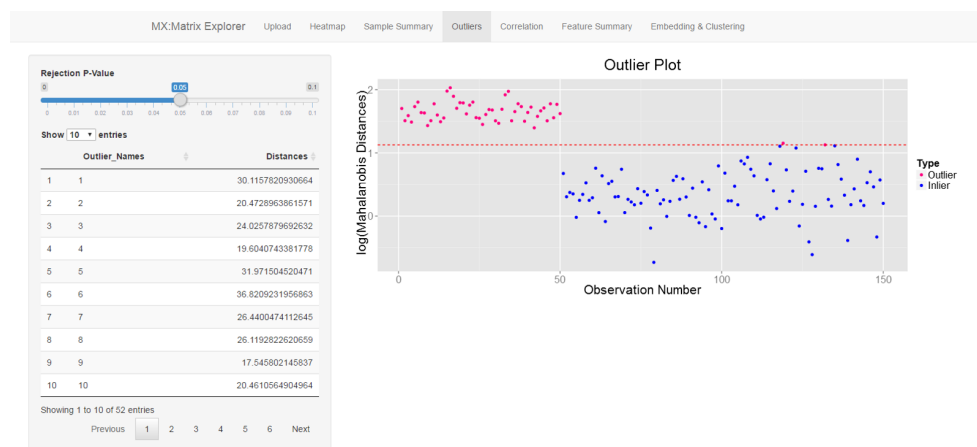 MX:Matrix Explorer Upload Heatmap Sample Summary Outliers Correlation Feature Summary Embedding & Clustering
Rejection P-Value
0 0.05 0.1
0 0.01 0.02 0.03 0.04 0.05 0.06 0.07 0.08 0.09 0.1
Show 10 entries
Outlier_Names Distances
1 1 30.1157820930664
2 2 20.4728963861571
3 3 24.0257879692632
4 4 19.6040743381778
5 5 31.971504520471
6 6 36.8209231956863
7 7 26.4400474112645
8 8 26.1192822620659
9 9 17.545802145837
10 10 20.4610564904964
Showing 1 to 10 of 52 entries
Previous 1 2 3 4 5 6 Next
Outlier Plot
log(Mahalanobis Distances)
2
1
0
0 50 100 150
Observation Number
Type
Outlier
Inlier